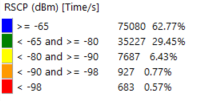 RSCP (dBm) [Time/s]
>= -65 75080 62.77%
< -65 and >= -80 35227 29.45%
< -80 and >= -90 7687 6.43%
< -90 and >= -98 927 0.77%
< -98 683 0.57%